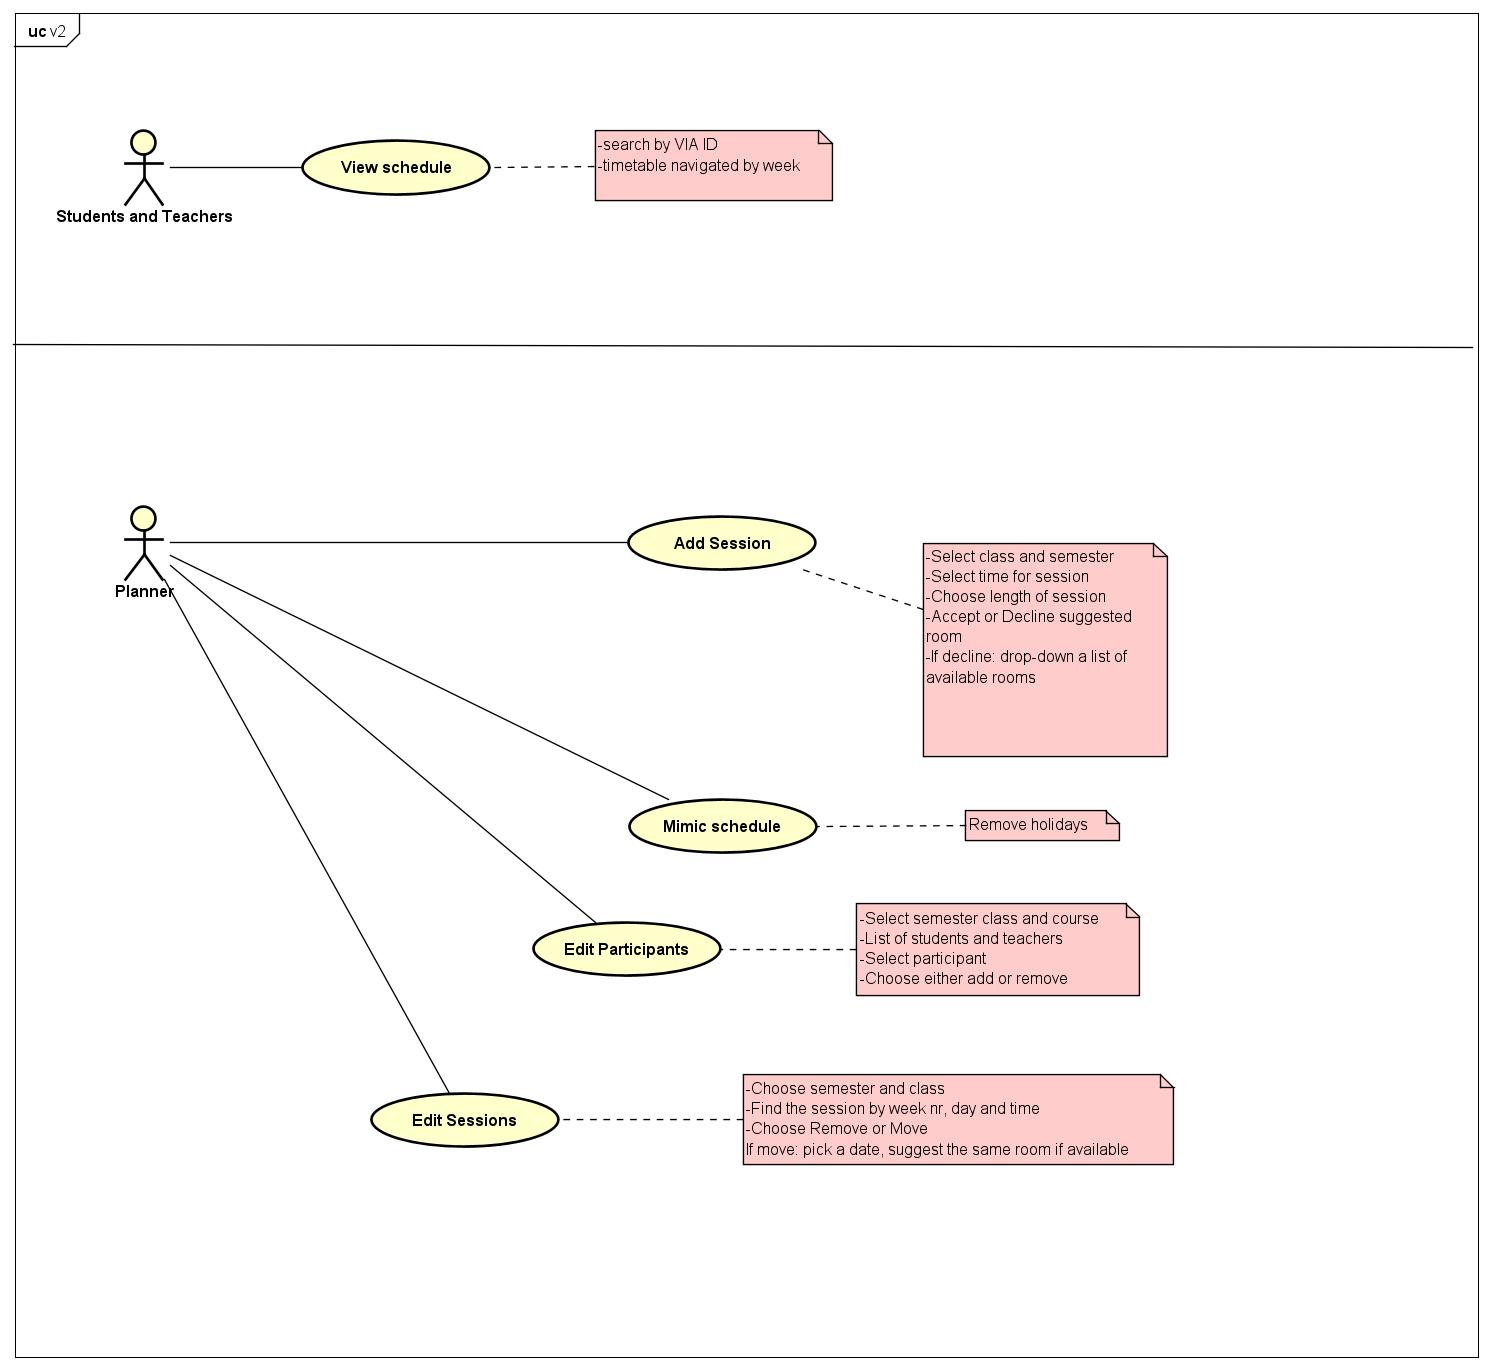 uc v2
-search by VIA ID
-timetable navigated by week
View schedule
Students and Teachers
Add Session
-Select class and semester
-Select time for session
-Choose length of session
-Accept or Decline suggested
room
-If decline: drop-down a list of
available rooms
Planner
Mimic schedule
Remove holidays
Edit Participants
-Select semester class and course
-List of students and teachers
-Select participant
-Choose either add or remove
Edit Sessions
-Choose semester and class
-Find the session by week nr, day and time
-Choose Remove or Move
If move: pick a date, suggest the same room if available